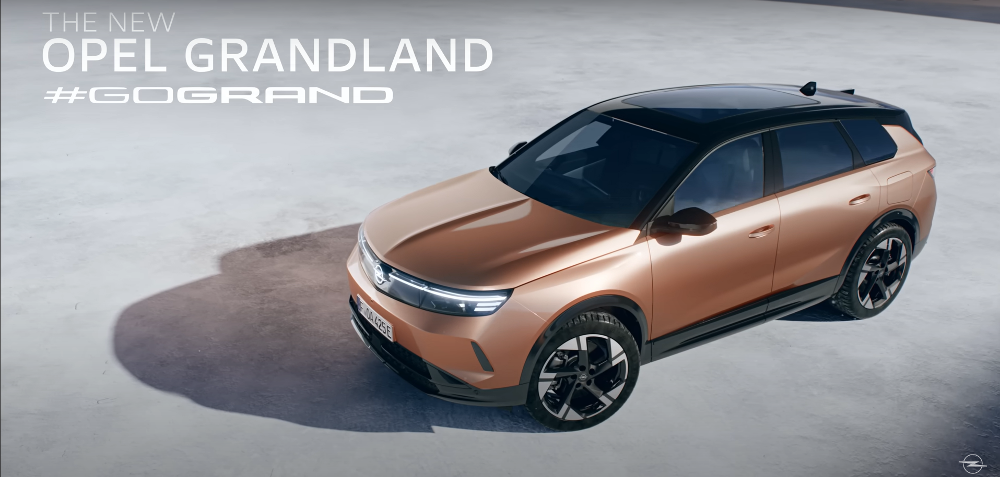 THE NEW
OPEL GRANDLAND
#GOGRAND
F OA 425E